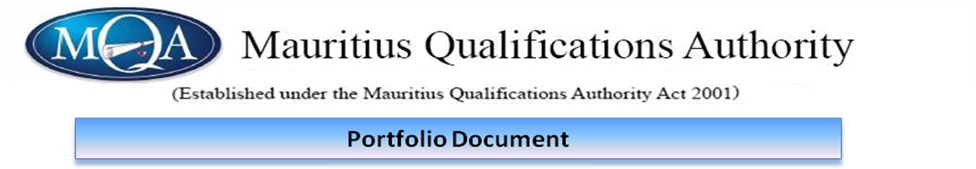 MQA Mauritius Qualifications Authority
(Established under the Mauritius Qualifications Authority Act 2001)
Portfolio Document